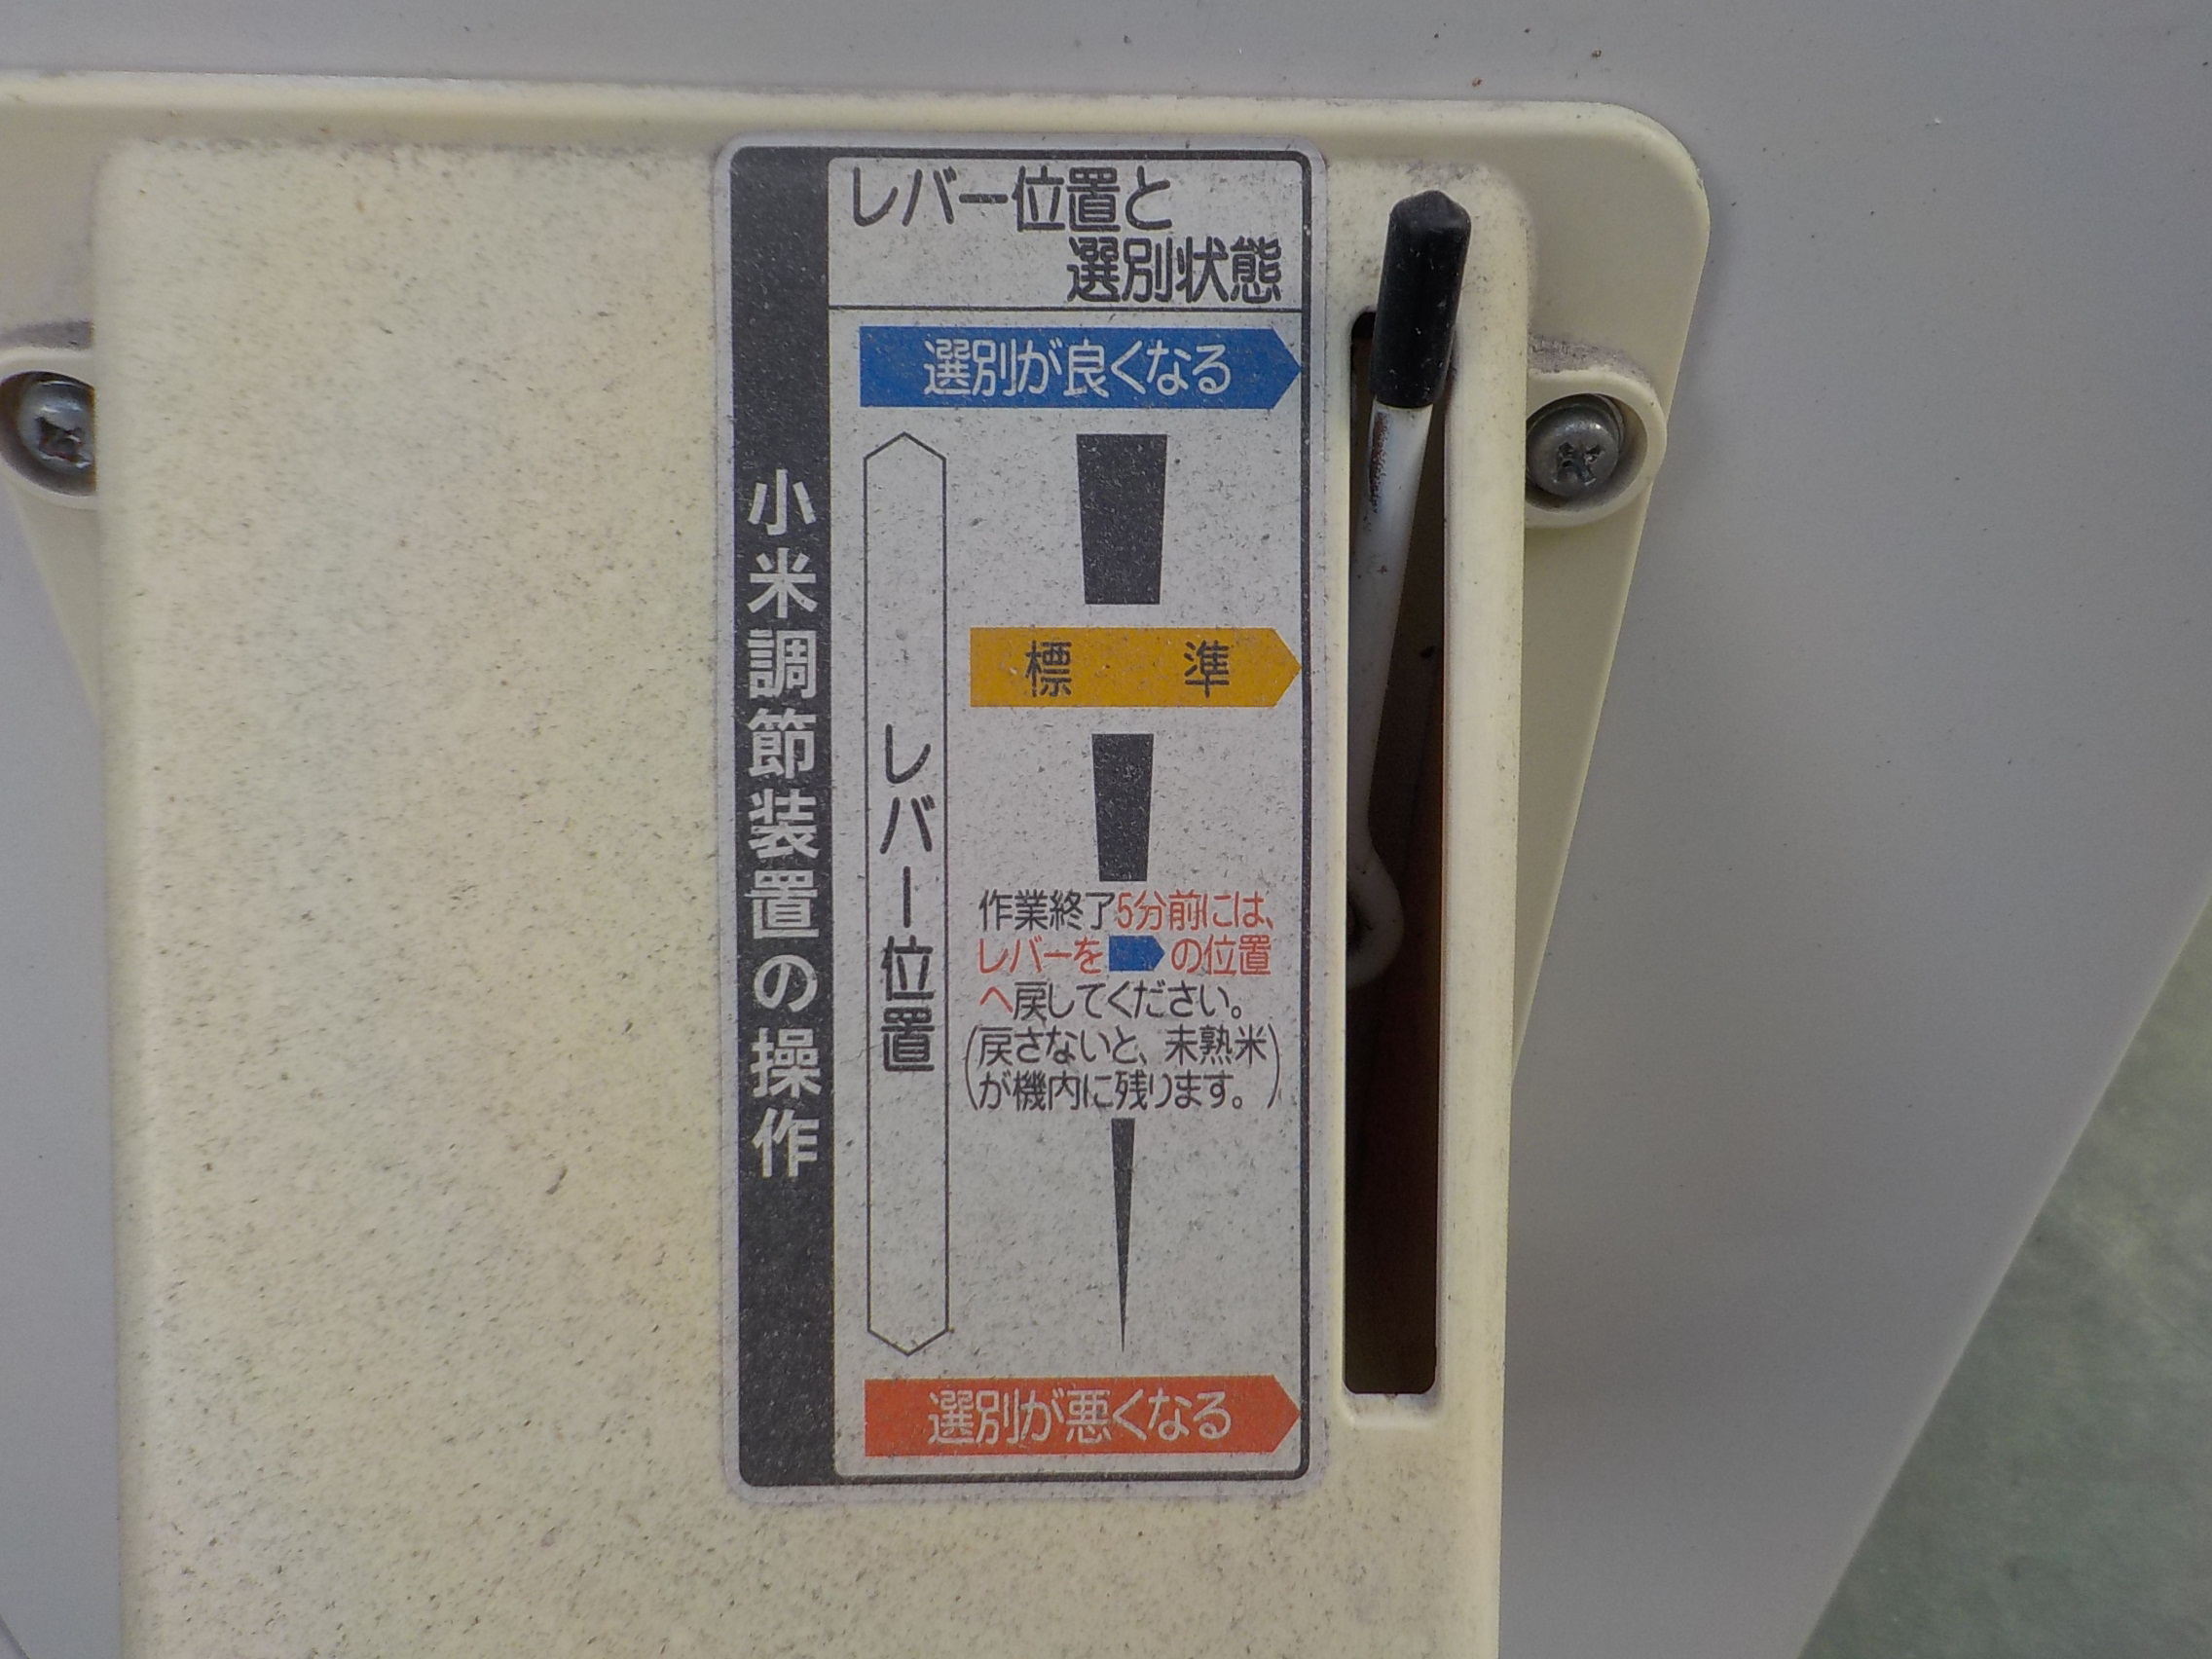 小米調節装置の操作
レバー位置と
選別状態
選別が良くなる
標 準
レバー位置
作業終了5分前には、
レバーを の位置
へ戻してください。
(戻さないと、未熟米
が機内に残ります。)
選別が悪くなる